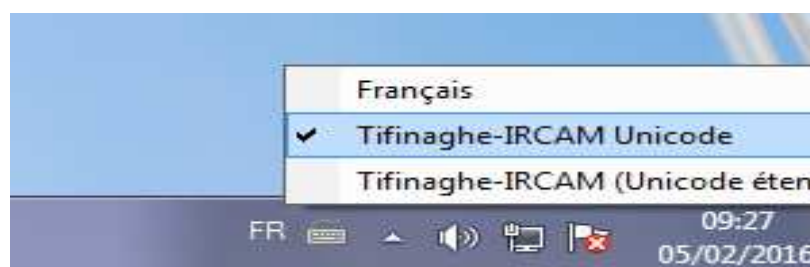 Français
Tifinaghe-IRCAM Unicode
Tifinaghe-IRCAM (Unicode éten
FR
09:27
05/02/2016